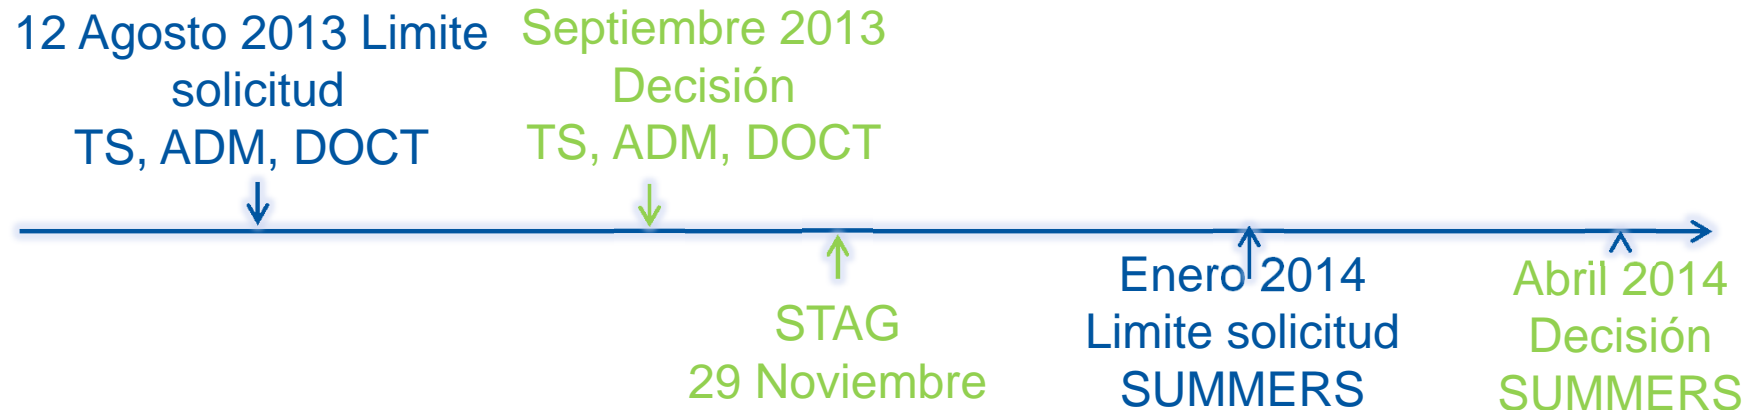 12 Agosto 2013 Limite
solicitud
TS, ADM, DOCT
Septiembre 2013
Decisión
TS, ADM, DOCT
STAG
29 Noviembre
Enero 2014
Limite solicitud
SUMMERS
Abril 2014
Decisión
SUMMERS